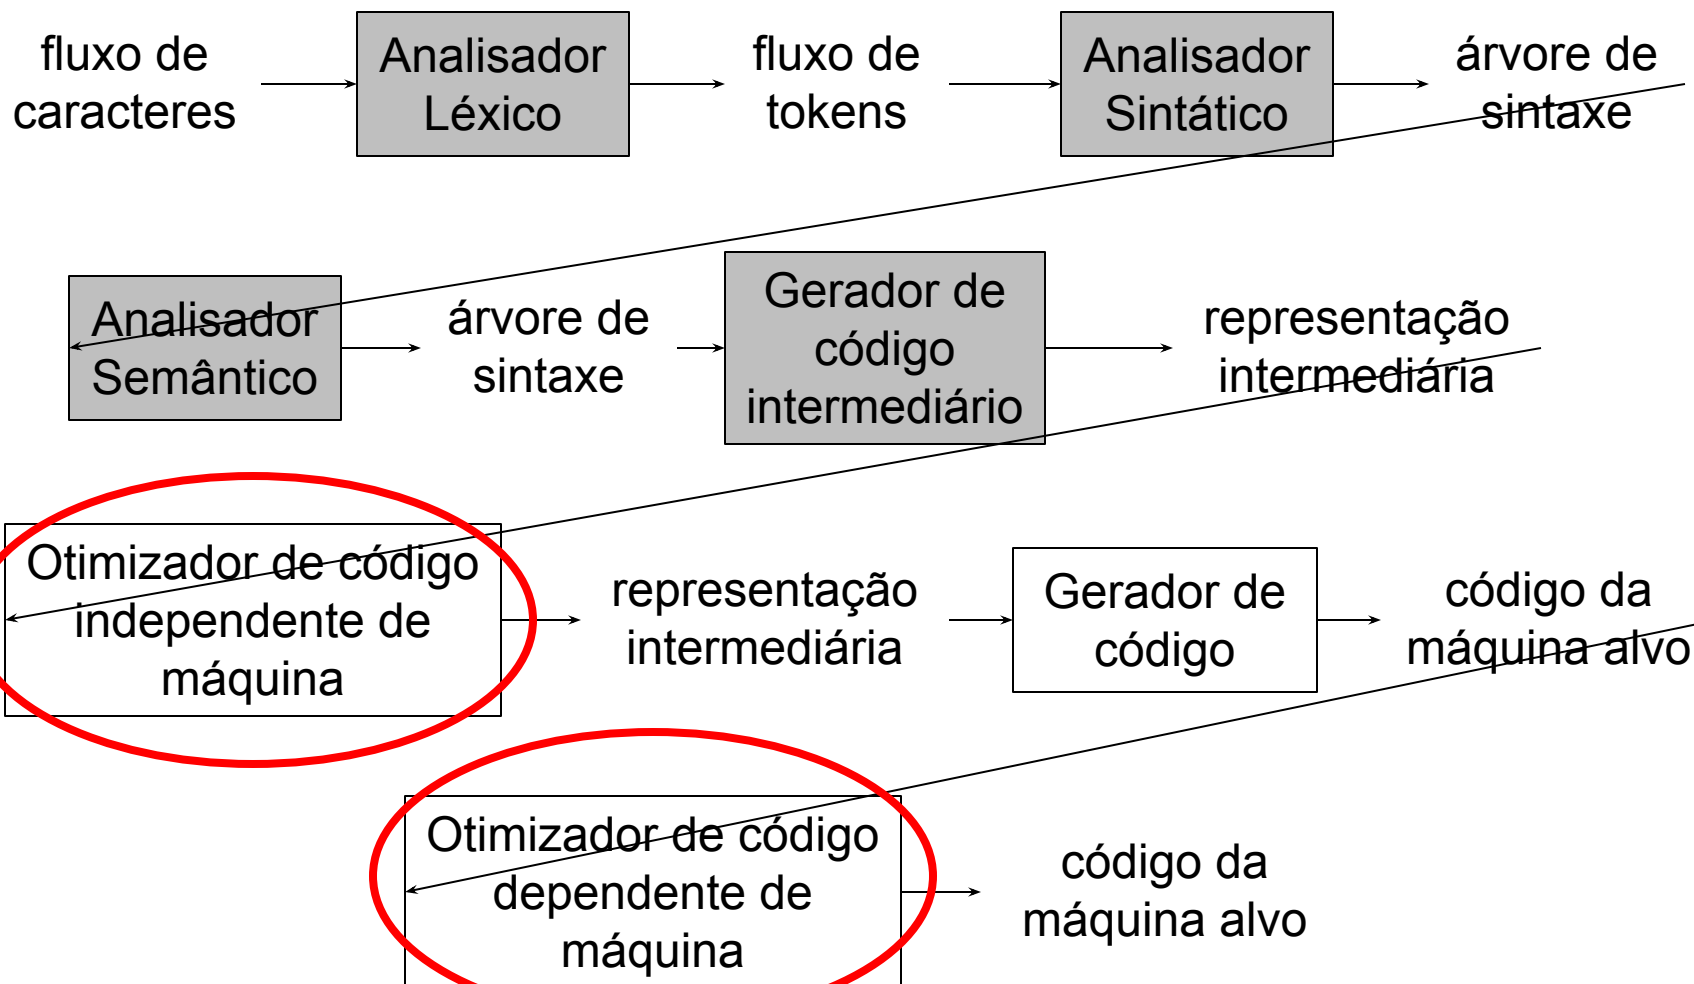 fluxo de
caracteres
Analisador
Léxico
fluxo de
tokens
Analisador
Sintático
árvore de
sintaxe
Analisador
Semântico
árvore de
sintaxe
Gerador de
código
intermediário
representação
intermediária
Otimizador de código
independente de
máquina
representação
intermediária
Gerador de
código
código da
máquina alvo
Otimizador de código
dependente de
máquina
código da
máquina alvo